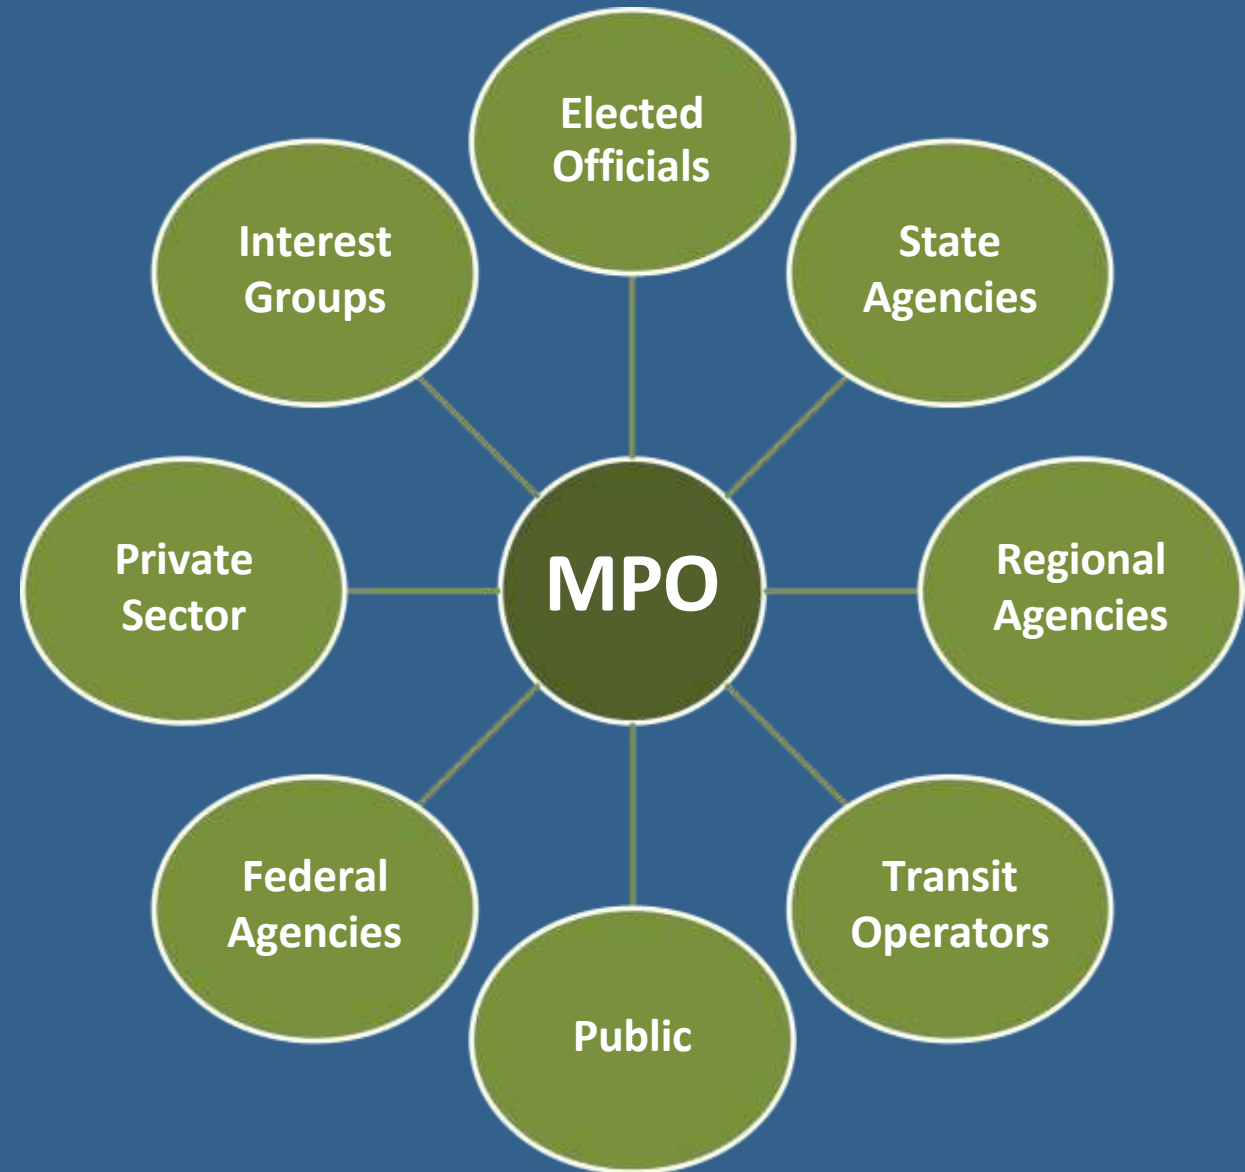 Elected
Officials
State
Agencies
Regional
Agencies
Transit
Operators
Public
Federal
Agencies
Private
Sector
Interest
Groups
MPO